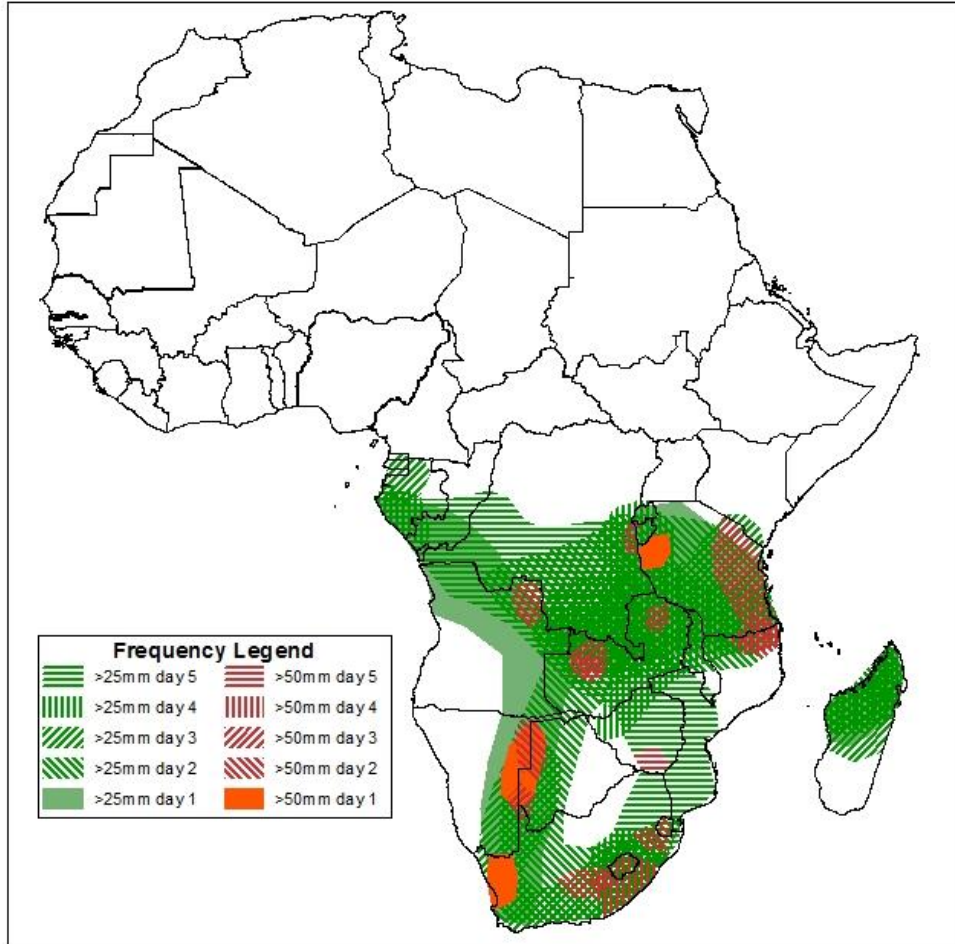 Frequency Legend
>25mm day 5 >50mm day 5
>25mm day 4 >50mm day 4
>25mm day 3 >50mm day 3
>25mm day 2 >50mm day 2
>25mm day 1 >50mm day 1